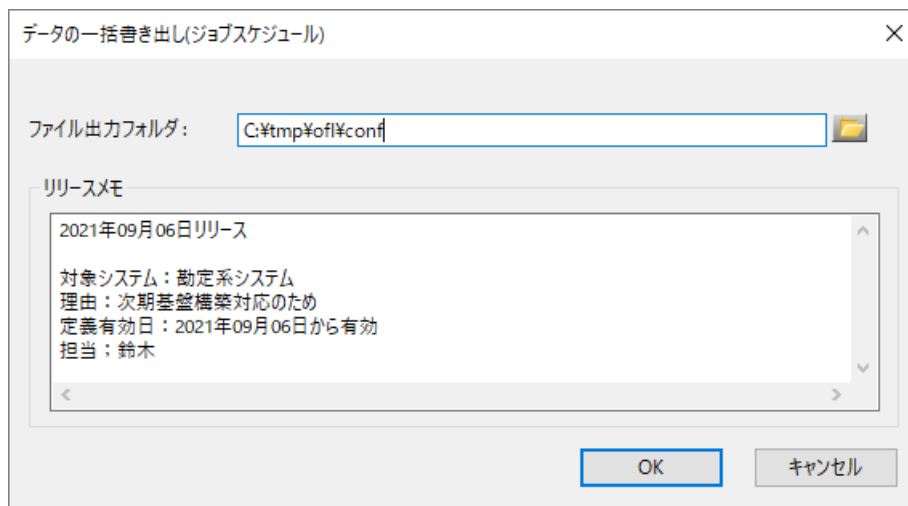 データの一括書き出し(ジョブスケジュール)
ファイル出力フォルダ：
C:¥tmp¥ofl¥conf
リリースメモ
2021年09月06日リリース
対象システム：勘定系システム
理由：次期基盤構築対応のため
定義有効日：2021年09月06日から有効
担当；鈴木
OK
キャンセル